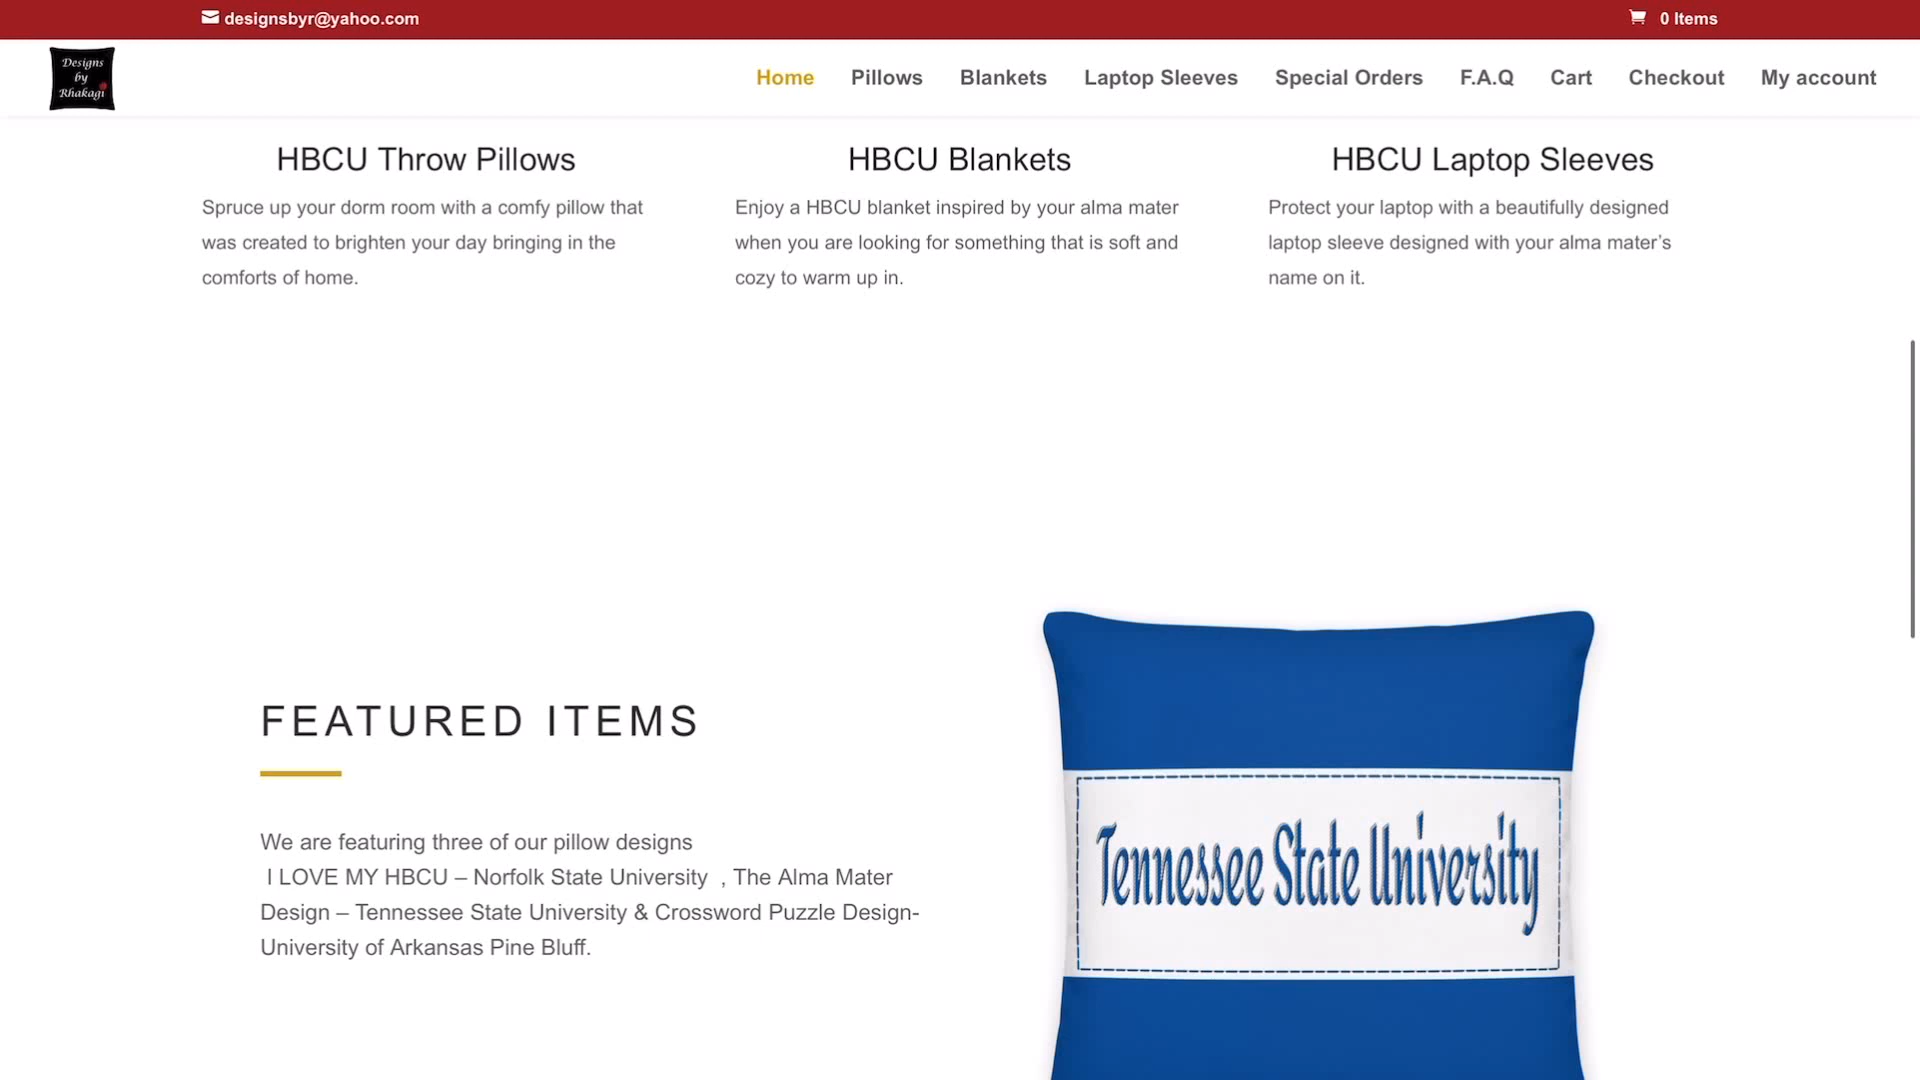 designsbyr@yahoo.com
0 Items
Designs
by
Rhakagi
Home Pillows Blankets Laptop Sleeves Special Orders F.A.Q Cart Checkout My account
HBCU Throw Pillows
Spruce up your dorm room with a comfy pillow that
was created to brighten your day bringing in the
comforts of home.
HBCU Blankets
Enjoy a HBCU blanket inspired by your alma mater
when you are looking for something that is soft and
cozy to warm up in.
HBCU Laptop Sleeves
Protect your laptop with a beautifully designed
laptop sleeve designed with your alma mater’s
name on it.
FEATURED ITEMS
We are featuring three of our pillow designs
I LOVE MY HBCU – Norfolk State University , The Alma Mater
Design – Tennessee State University & Crossword Puzzle Design-
University of Arkansas Pine Bluff.
Tennessee State University